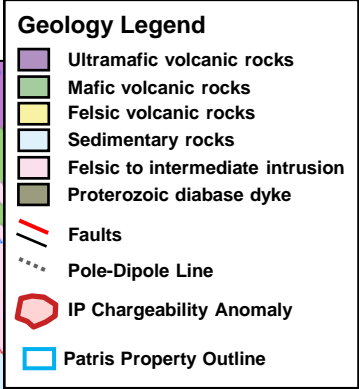 Geology Legend
Ultramafic volcanic rocks
Mafic volcanic rocks
Felsic volcanic rocks
Sedimentary rocks
Felsic to intermediate intrusion
Proterozoic diabase dyke
Faults
Pole-Dipole Line
IP Chargeability Anomaly
Patris Property Outline